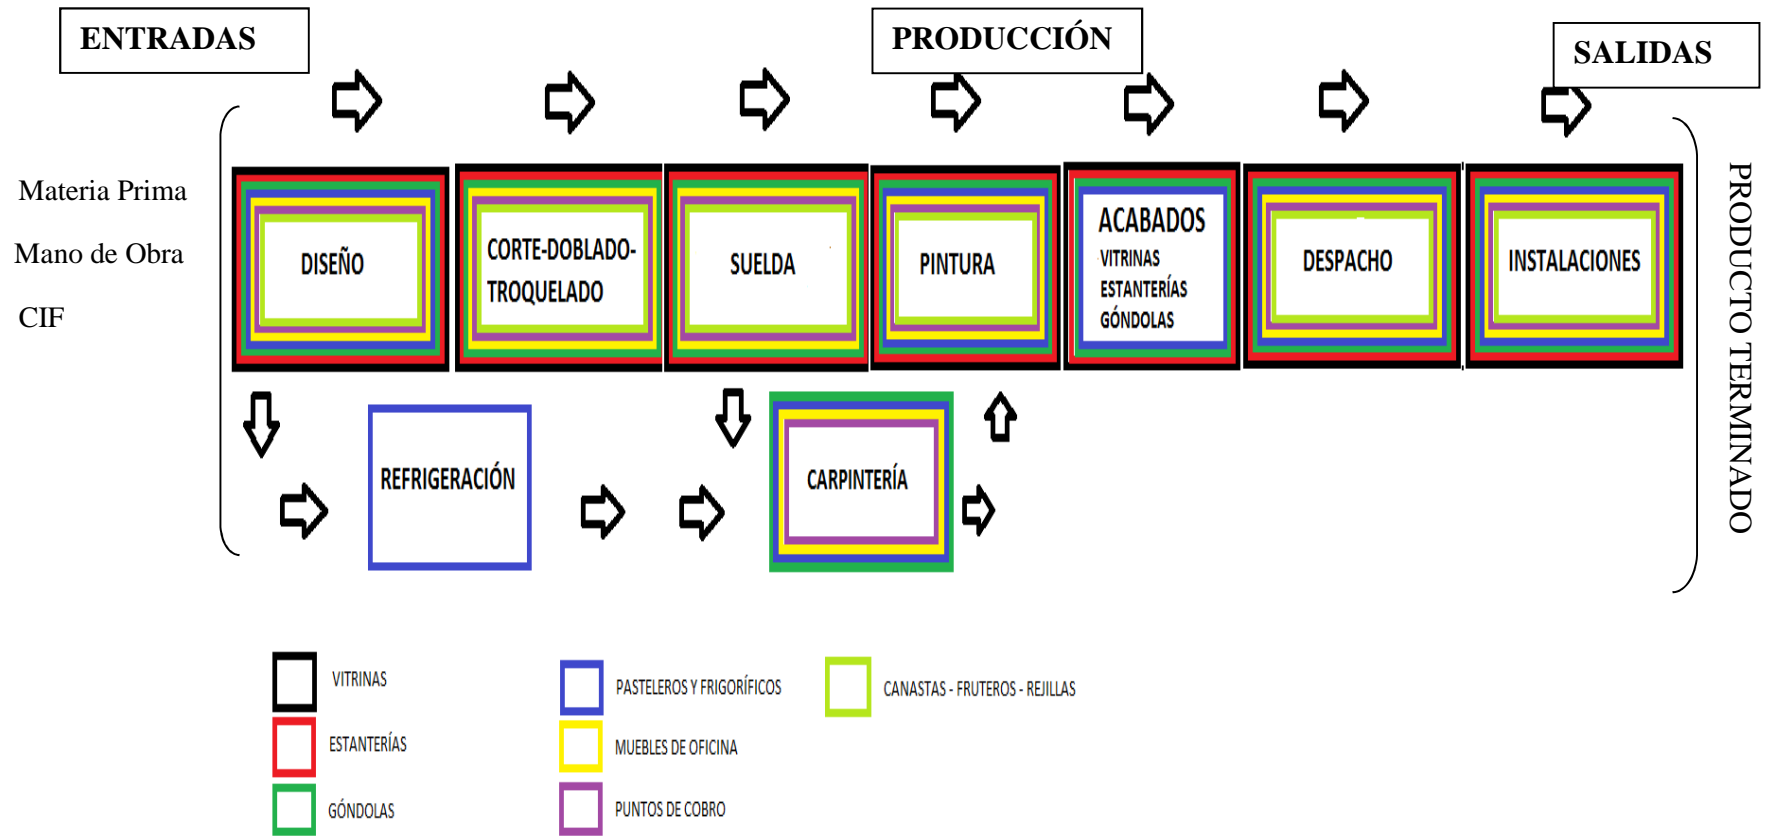 ENTRADAS
PRODUCCIÓN
SALIDAS
Materia Prima
Mano de Obra
CIF
DISEÑO
CORTE-DOBLADO-
TROQUELADO
SUELDA
PINTURA
ACABADOS
VITRINAS
ESTANTERÍAS
GÓNDOLAS
DESPACHO
INSTALACIONES
PRODUCTO TERMINADO
REFRIGERACIÓN
CARPINTERÍA
VITRINAS
ESTANTERÍAS
GÓNDOLAS
PASTELEROS Y FRIGORÍFICOS
MUEBLES DE OFICINA
PUNTOS DE COBRO
CANASTAS - FRUTEROS - REJILLAS